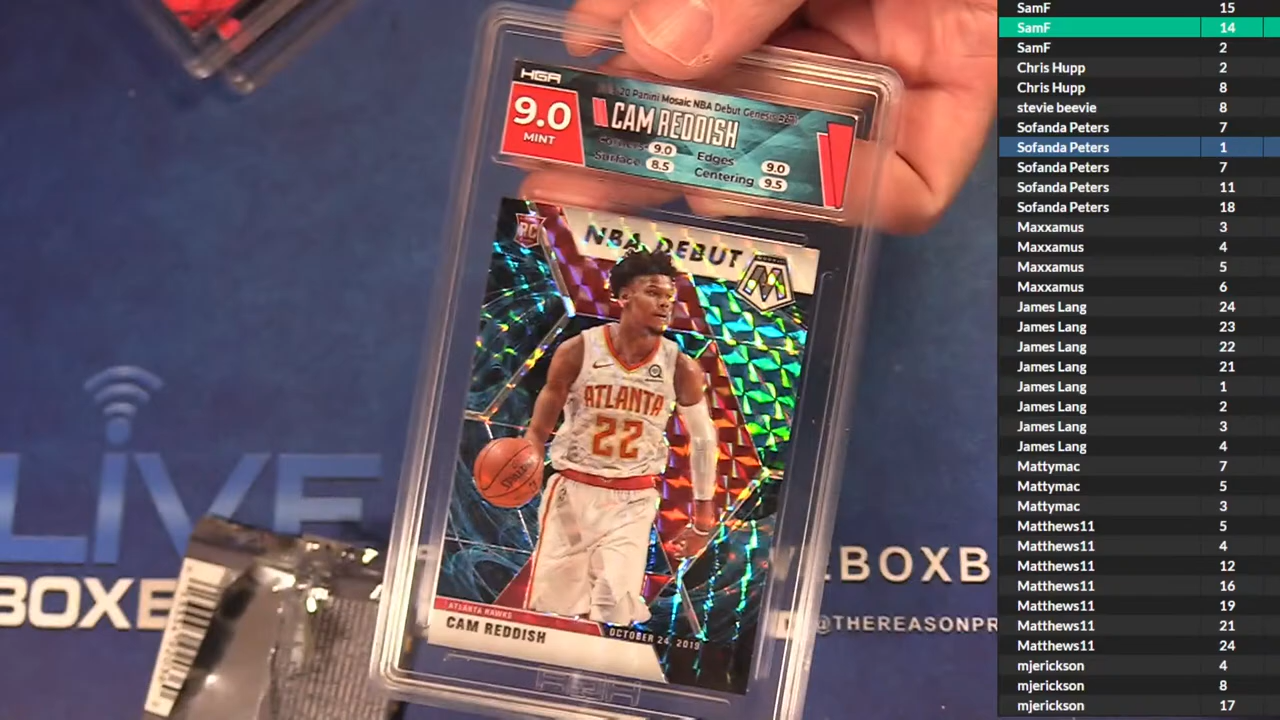 HGA
9.0
MINT
20 Panini Mosaic NBA Debut Genesis
CAM REDDISH
9.0
Edges
9.0
Surface
8.5
Centering
9.5
RC
NBA DEBUT
MOSAIC
M
ATLANTA
22
SPALDING
ATLANTA HAWKS
CAM REDDISH
OCTOBER 24, 2019
HGA
LIVE
BOXB
@THEREASONPR
SamF 15
SamF 14
SamF 2
Chris Hupp 2
Chris Hupp 8
stevie beevie 8
Sofanda Peters 7
Sofanda Peters 1
Sofanda Peters 7
Sofanda Peters 11
Sofanda Peters 18
Maxxamus 3
Maxxamus 4
Maxxamus 5
Maxxamus 6
James Lang 24
James Lang 23
James Lang 22
James Lang 21
James Lang 1
James Lang 2
James Lang 3
James Lang 4
Mattymac 7
Mattymac 5
Mattymac 3
Matthews11 5
Matthews11 4
Matthews11 12
Matthews11 16
Matthews11 19
Matthews11 21
Matthews11 24
mjerickson 4
mjerickson 8
mjerickson 17